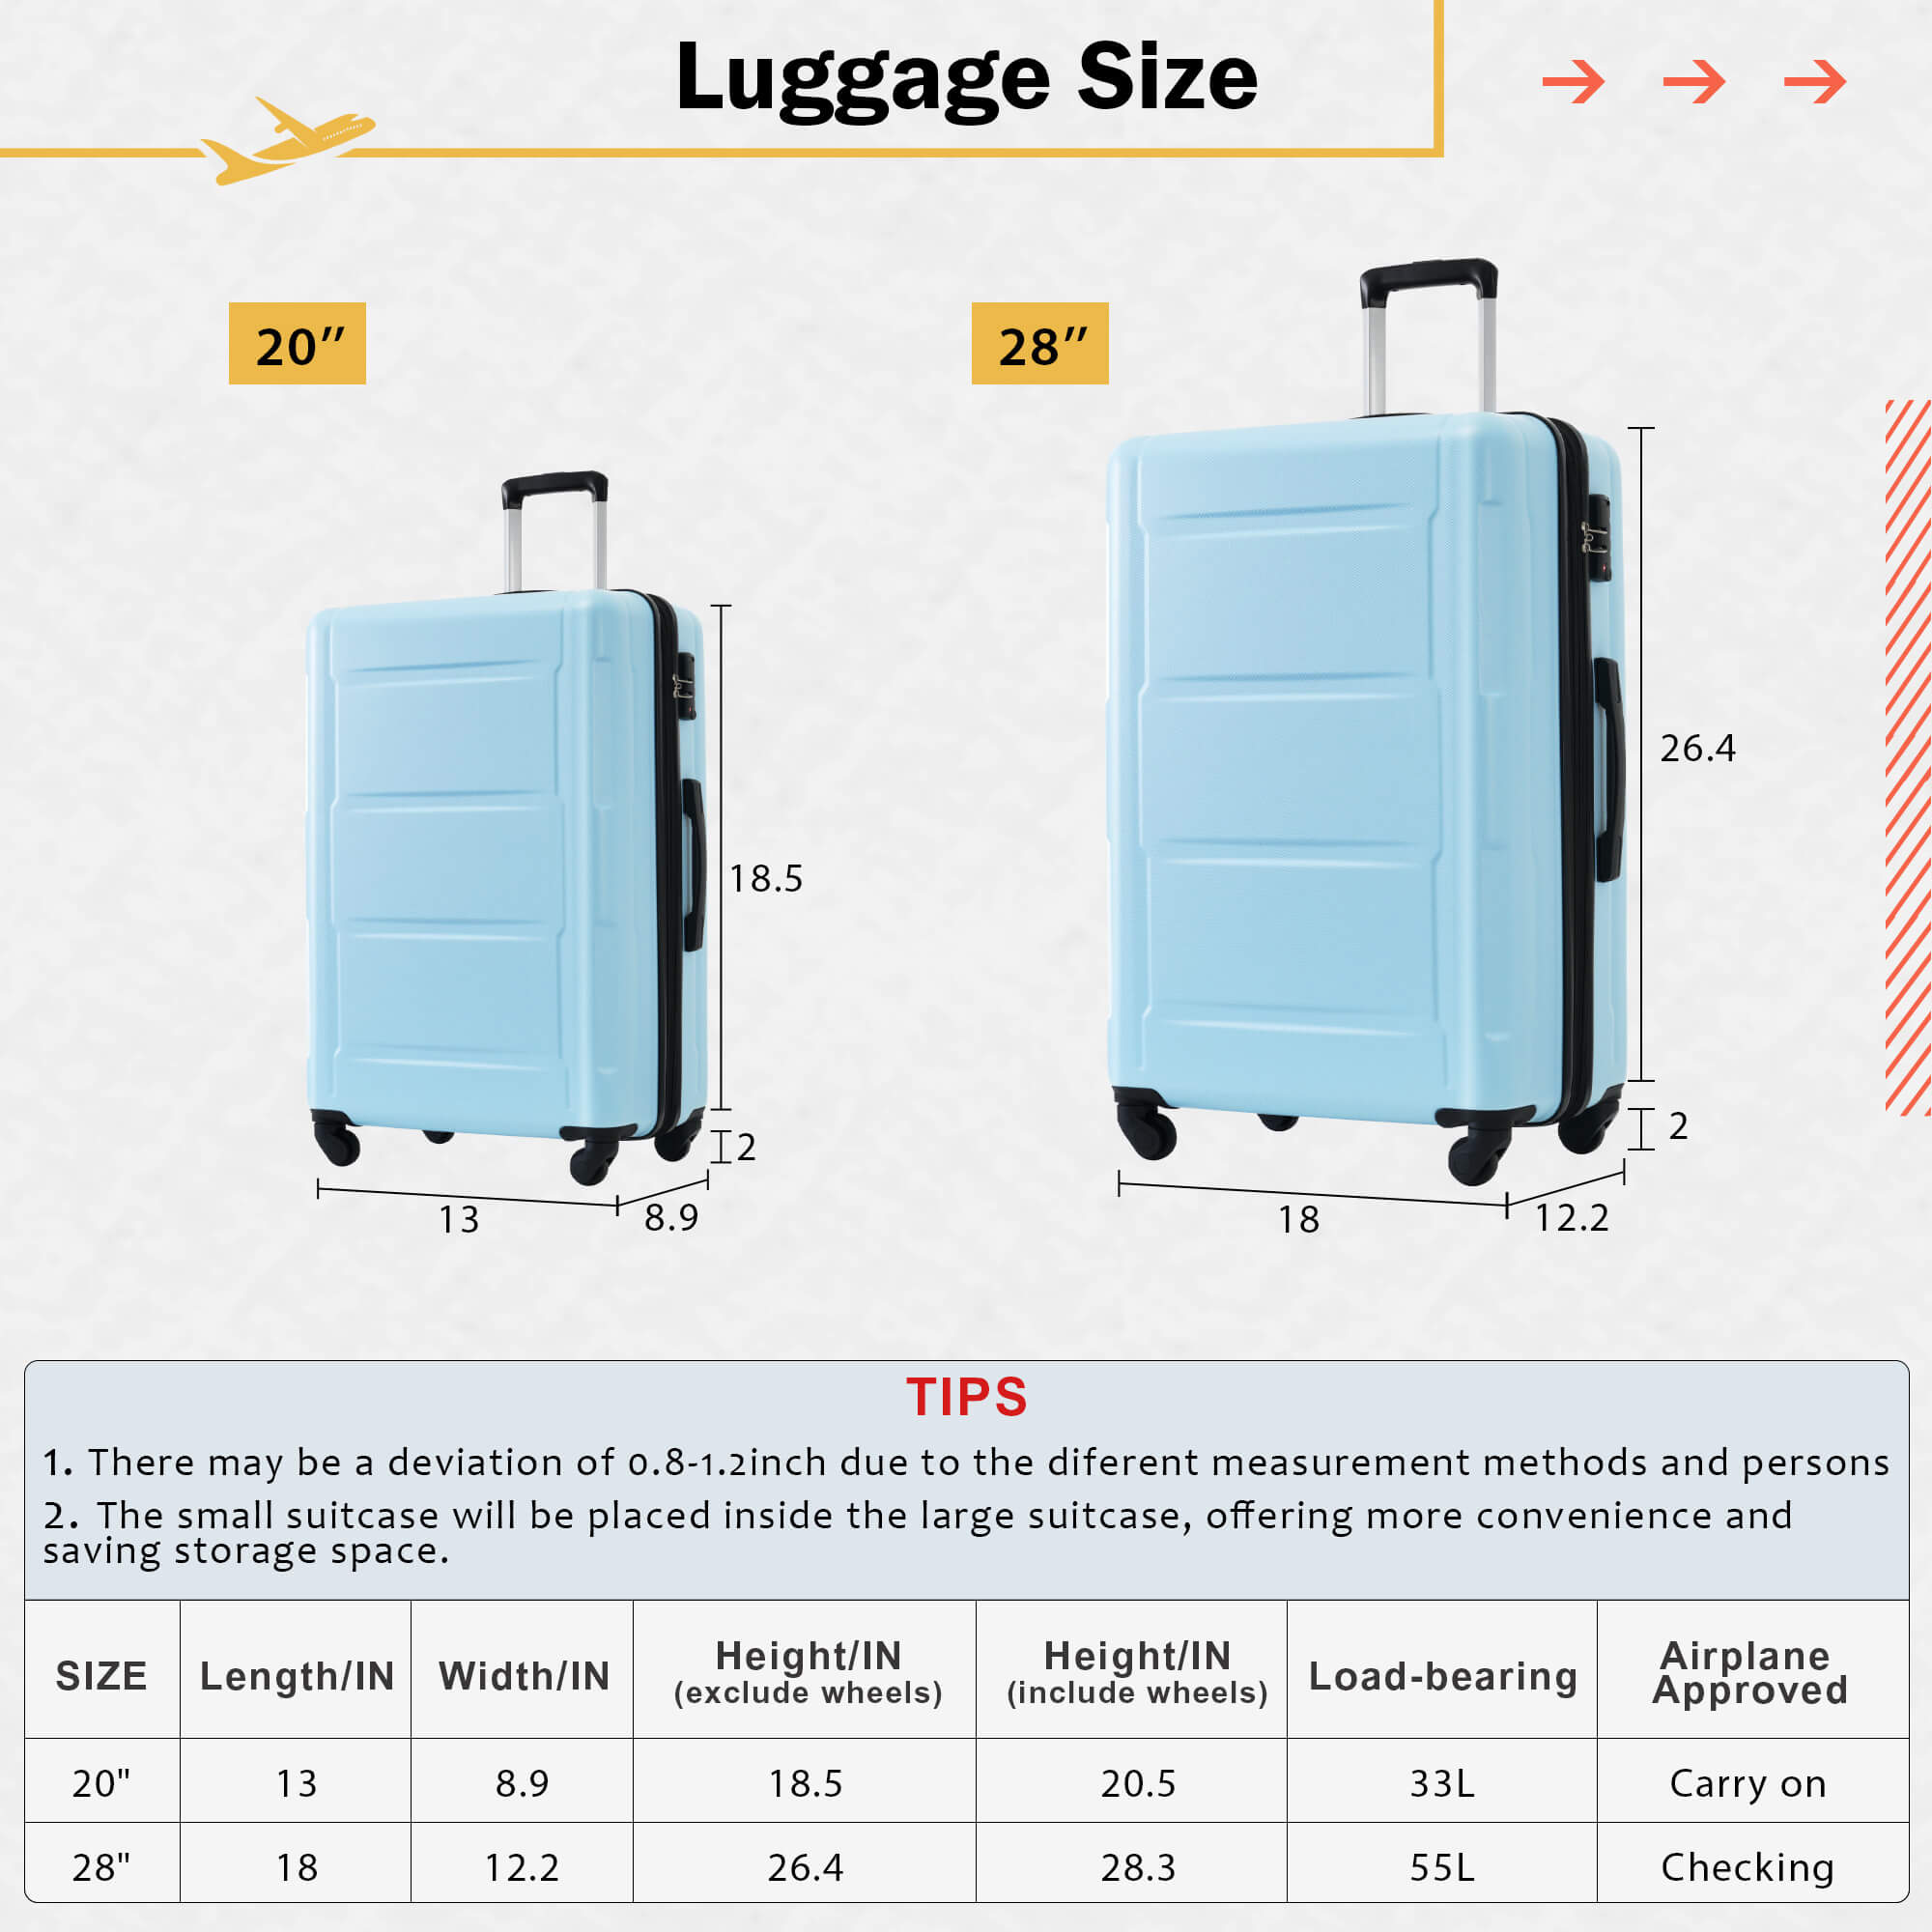 Luggage Size
20″
28″
26.4
18.5
2
2
13
8.9
18
12.2
TIPS
1. There may be a deviation of 0.8-1.2inch due to the diferent measurement methods and persons
2. The small suitcase will be placed inside the large suitcase, offering more convenience and
saving storage space.
SIZE Length/IN Width/IN Height/IN (exclude wheels) Height/IN (include wheels) Load-bearing Airplane Approved
20" 13 8.9 18.5 20.5 33L Carry on
28" 18 12.2 26.4 28.3 55L Checking